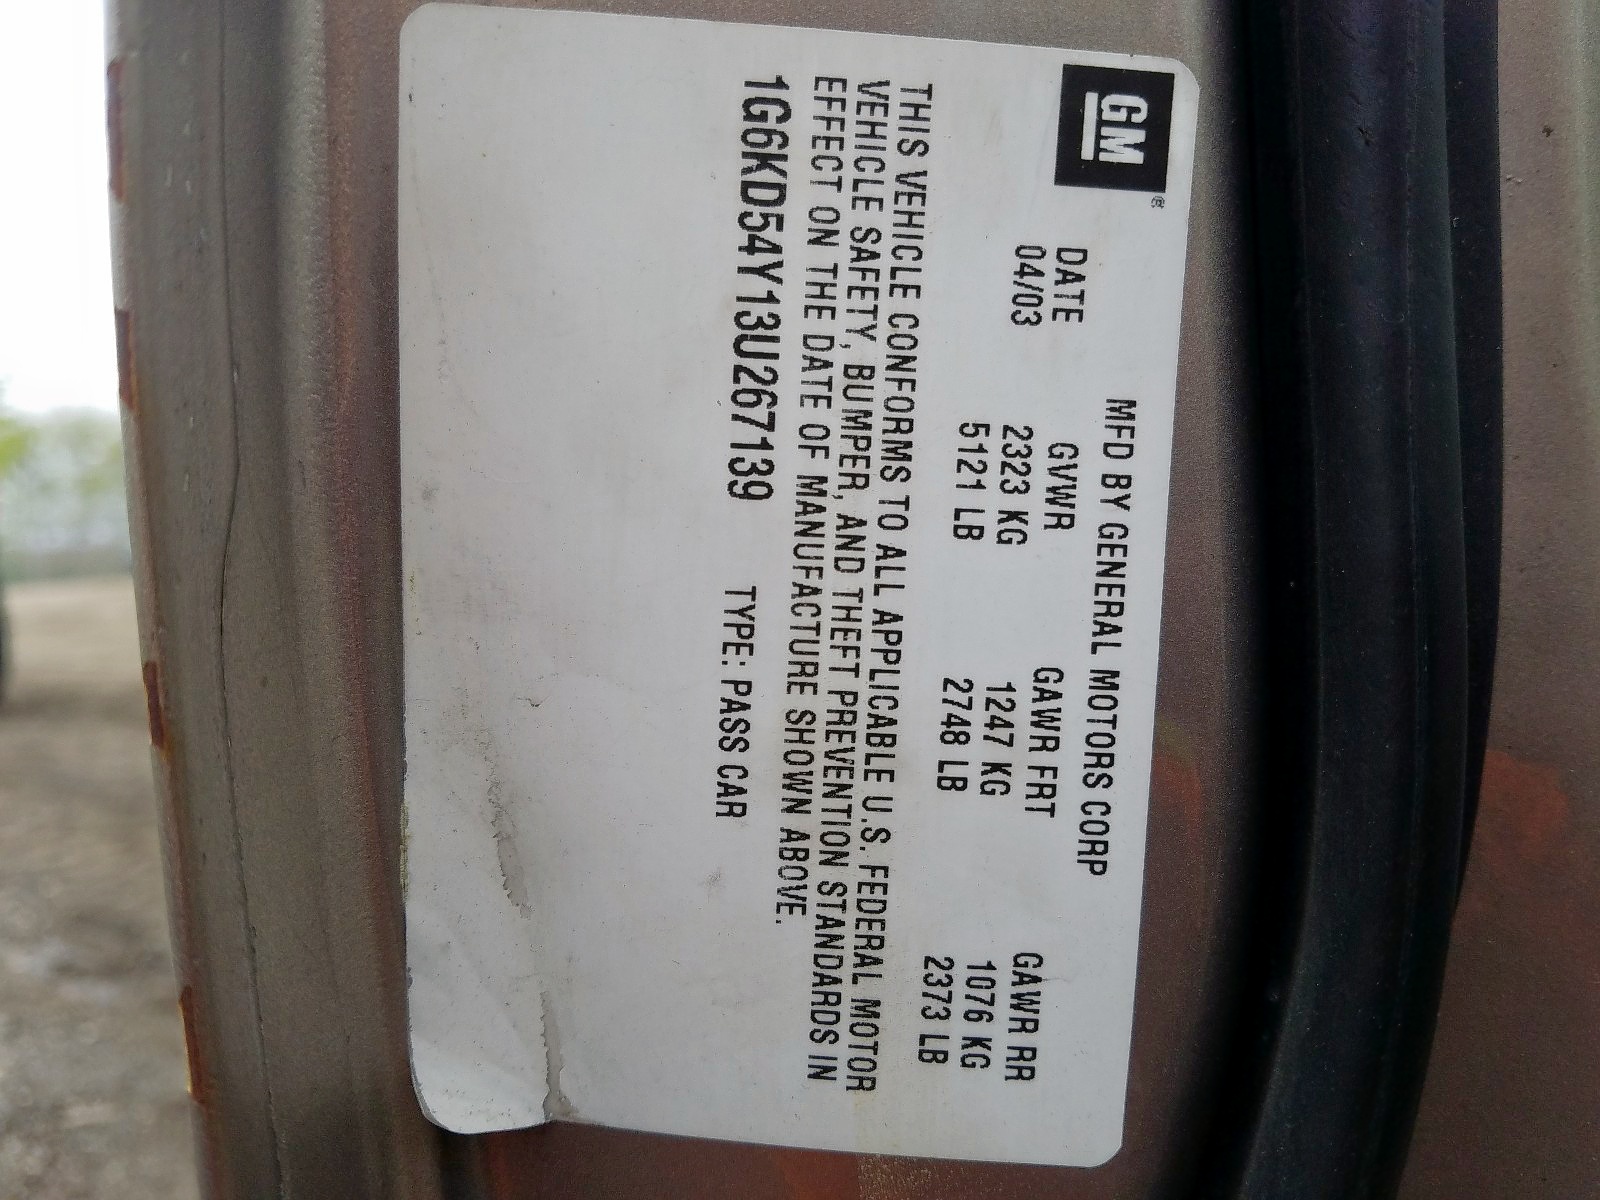 GM
®
MFD BY GENERAL MOTORS CORP
DATE GVWR GAWR FRT GAWR RR
04/03 2323 KG 1247 KG 1076 KG
5121 LB 2748 LB 2373 LB
THIS VEHICLE CONFORMS TO ALL APPLICABLE U.S. FEDERAL MOTOR
VEHICLE SAFETY, BUMPER, AND THEFT PREVENTION STANDARDS IN
EFFECT ON THE DATE OF MANUFACTURE SHOWN ABOVE.
1G6KD54Y13U267139 TYPE: PASS CAR